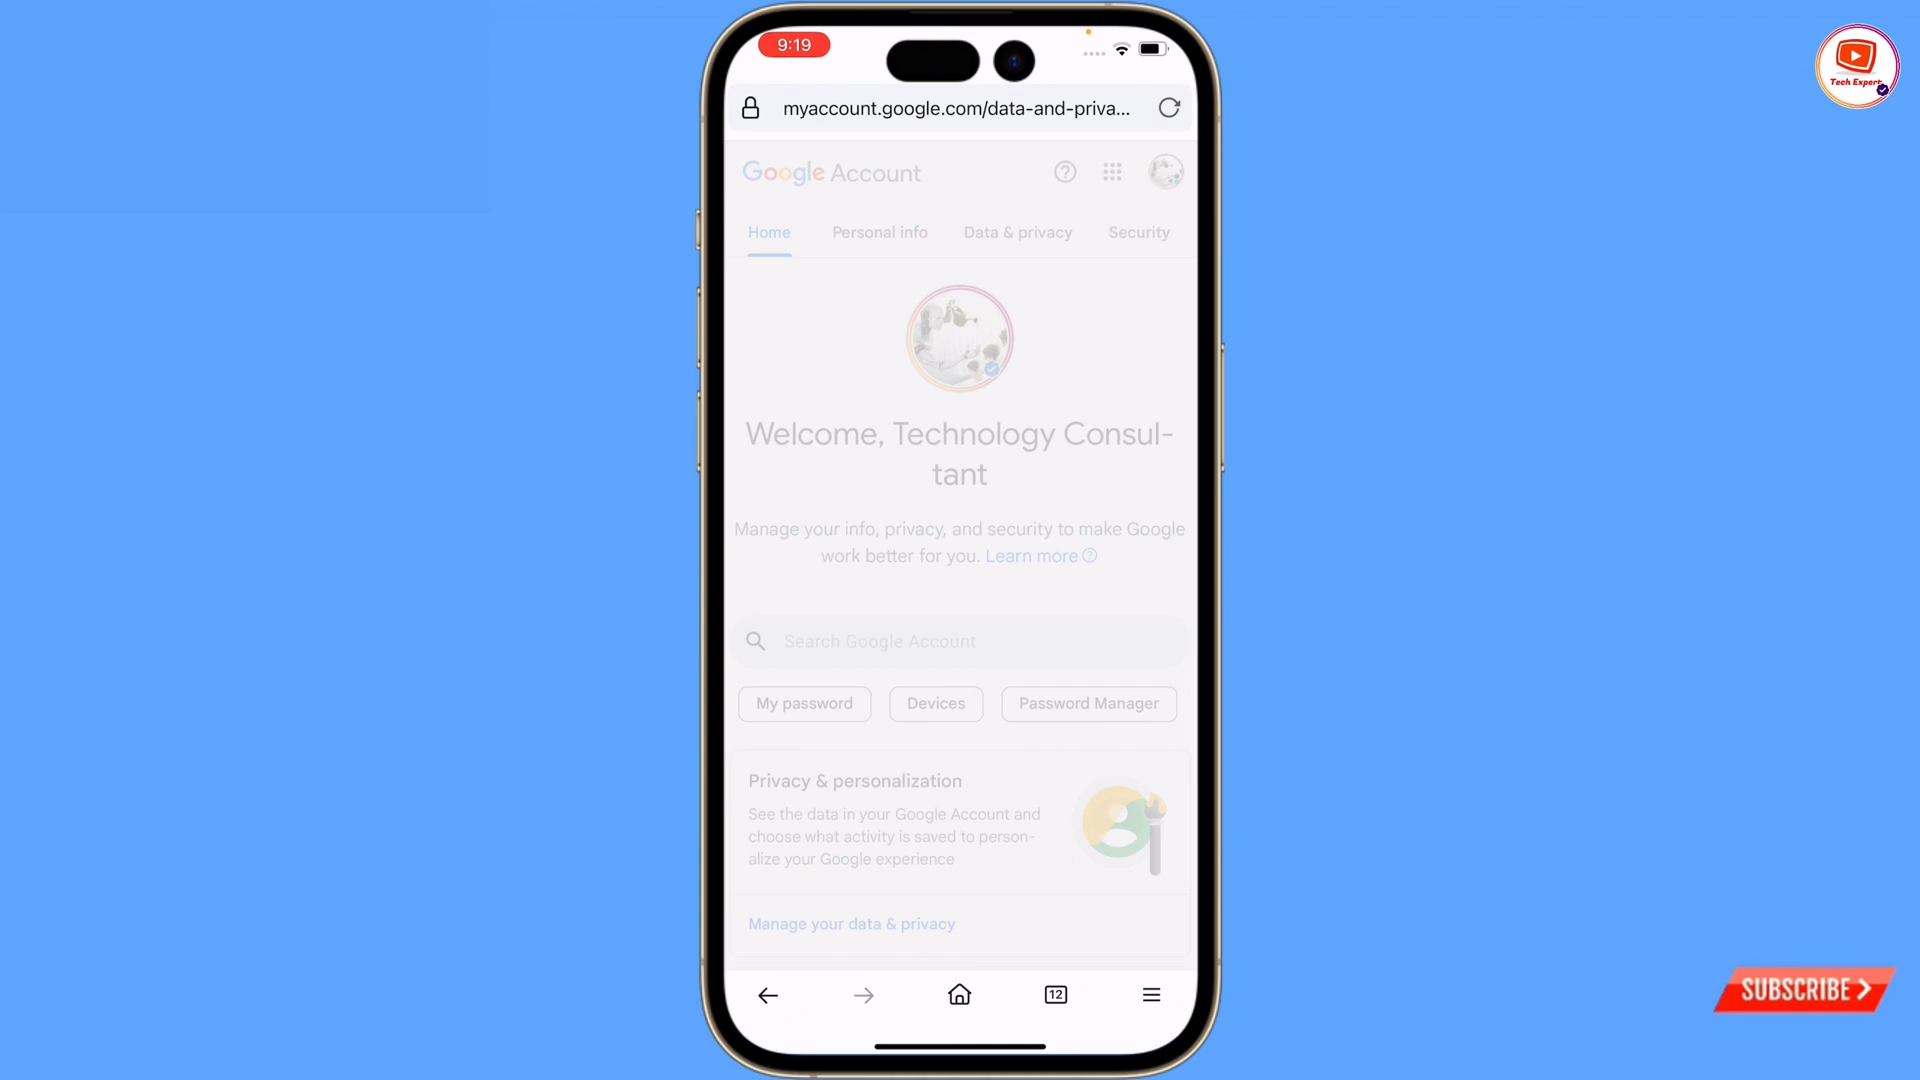 9:19
Tech Expert
myaccount.google.com/data-and-priva...
Google Account
Home Personal info Data & privacy Security
Welcome, Technology Consul-
tant
Manage your info, privacy, and security to make Google
work better for you. Learn more
Search Google Account
My password Devices Password Manager
Privacy & personalization
See the data in your Google Account and
choose what activity is saved to person-
alize your Google experience
Manage your data & privacy
12
SUBSCRIBE